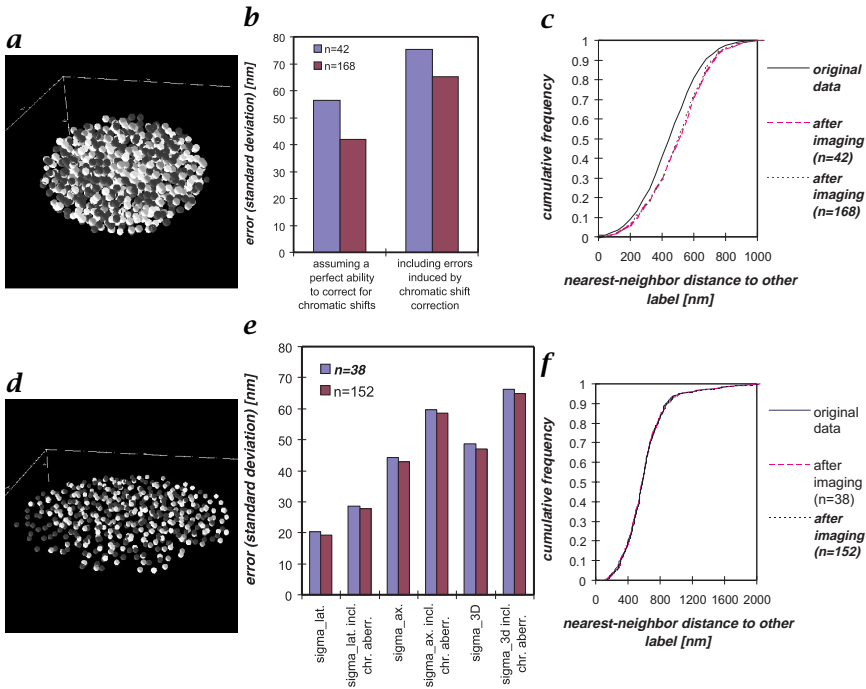 a
b
80
70
60
50
40
30
20
10
0
error (standard deviation) [nm]
n=42
n=168
assuming a
perfect ability
to correct for
chromatic shifts
including errors
induced by
chromatic shift
correction
c
1
0.9
0.8
0.7
0.6
0.5
0.4
0.3
0.2
0.1
0
cumulative frequency
0 200 400 600 800 1000
nearest-neighbor distance to other
label [nm]
original
data
after
imaging
(n=42)
after
imaging
(n=168)
d
e
80
70
60
50
40
30
20
10
0
error (standard deviation) [nm]
n=38
n=152
sigma_lat.
sigma_lat. incl.
chr. aberr.
sigma_ax.
sigma_ax. incl.
chr. aberr.
sigma_3D
sigma_3d incl.
chr. aberr.
f
1
0.9
0.8
0.7
0.6
0.5
0.4
0.3
0.2
0.1
0
cumulative frequency
0 400 800 1200 1600 2000
nearest-neighbor distance to other
label [nm]
original
data
after
imaging
(n=38)
after
imaging
(n=152)